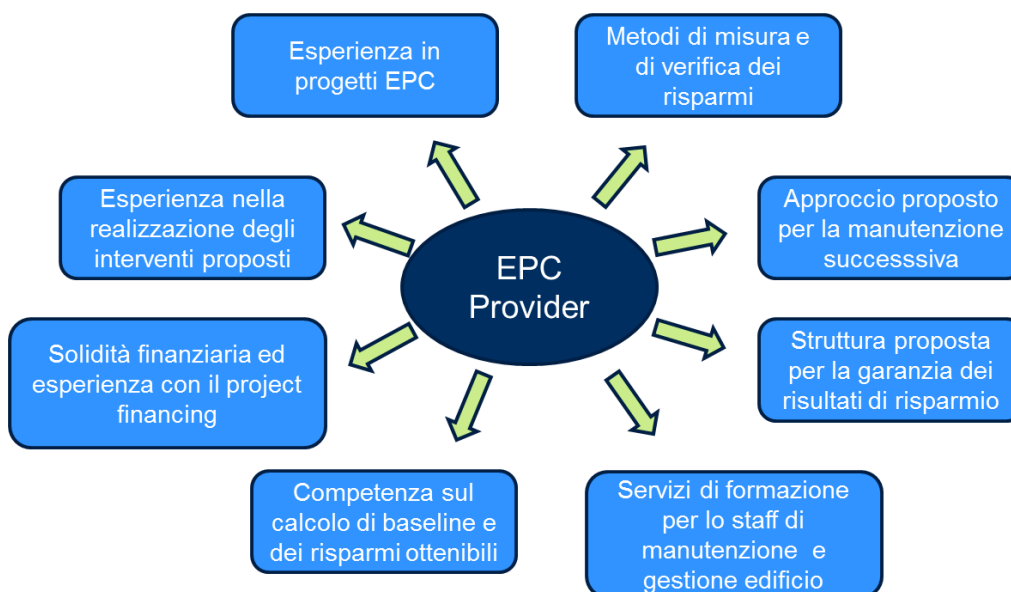 Esperienza in
progetti EPC
Metodi di misura e
di verifica dei
risparmi
Esperienza nella
realizzazione degli
interventi proposti
Approccio proposto
per la manutenzione
successsiva
EPC
Provider
Solidità finanziaria ed
esperienza con il project
financing
Struttura proposta
per la garanzia dei
risultati di risparmio
Competenza sul
calcolo di baseline e
dei risparmi ottenibili
Servizi di formazione
per lo staff di
manutenzione e
gestione edificio